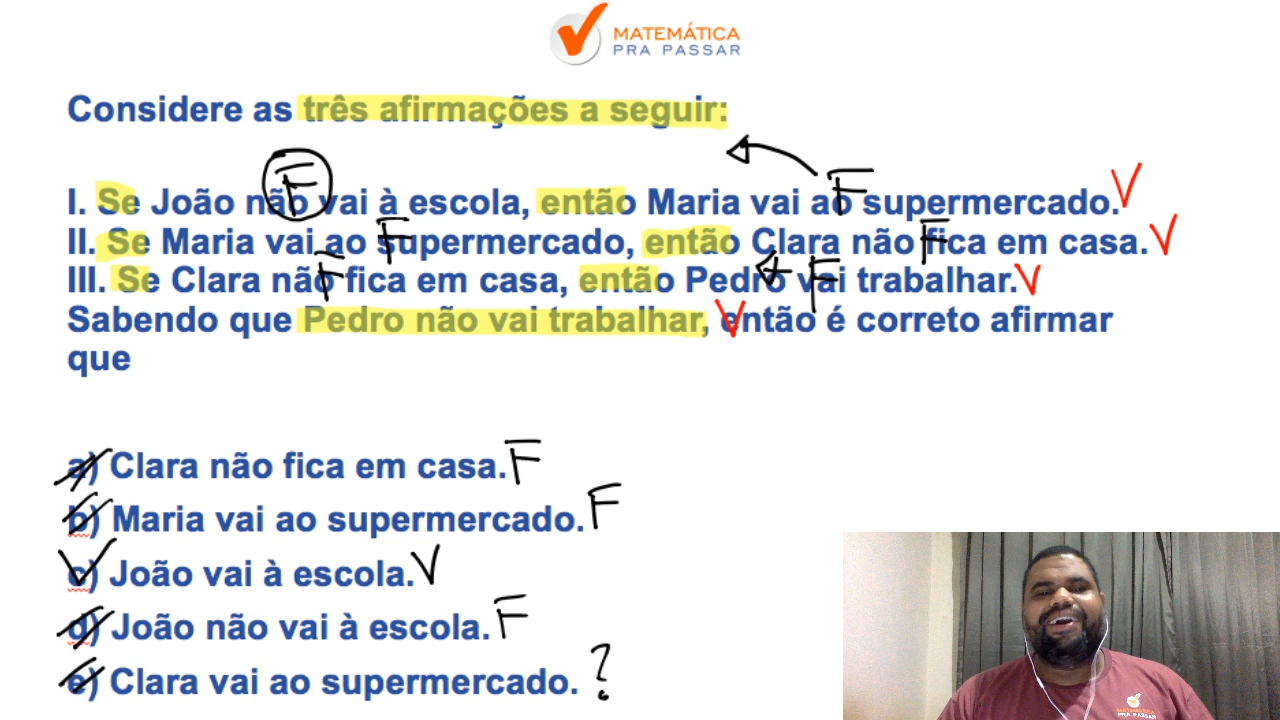 MATEMÁTICA
PRA PASSAR
Considere as três afirmações a seguir:
F
F
I. Se João não vai à escola, então Maria vai ao supermercado. V
F F
II. Se Maria vai ao supermercado, então Clara não fica em casa. V
F F
III. Se Clara não fica em casa, então Pedro vai trabalhar. V
Sabendo que Pedro não vai trabalhar, V então é correto afirmar
que
a) Clara não fica em casa. F
b) Maria vai ao supermercado. F
c) João vai à escola. V
d) João não vai à escola. F
e) Clara vai ao supermercado. ?
MATEMÁTICA
PRA PASSAR